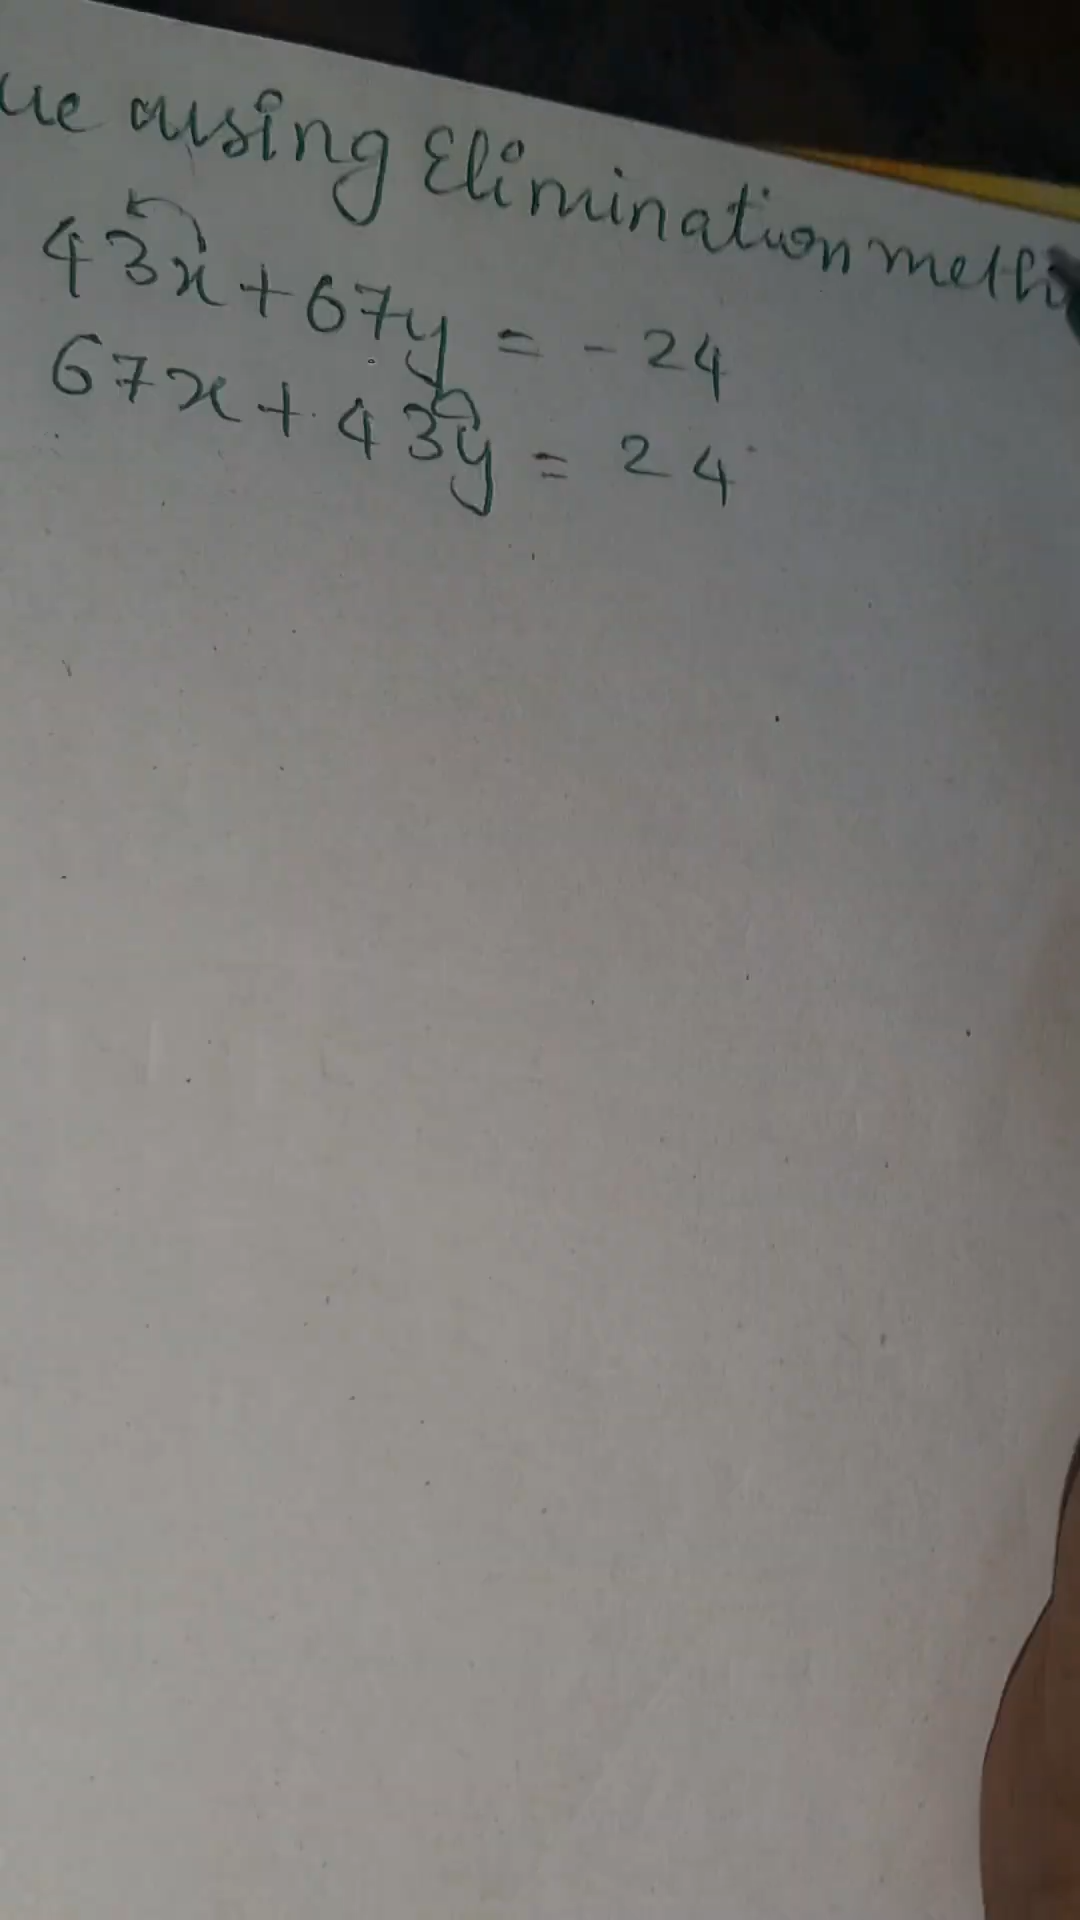 using Elimination
43x + 67y = - 24
67x + 43y = 24